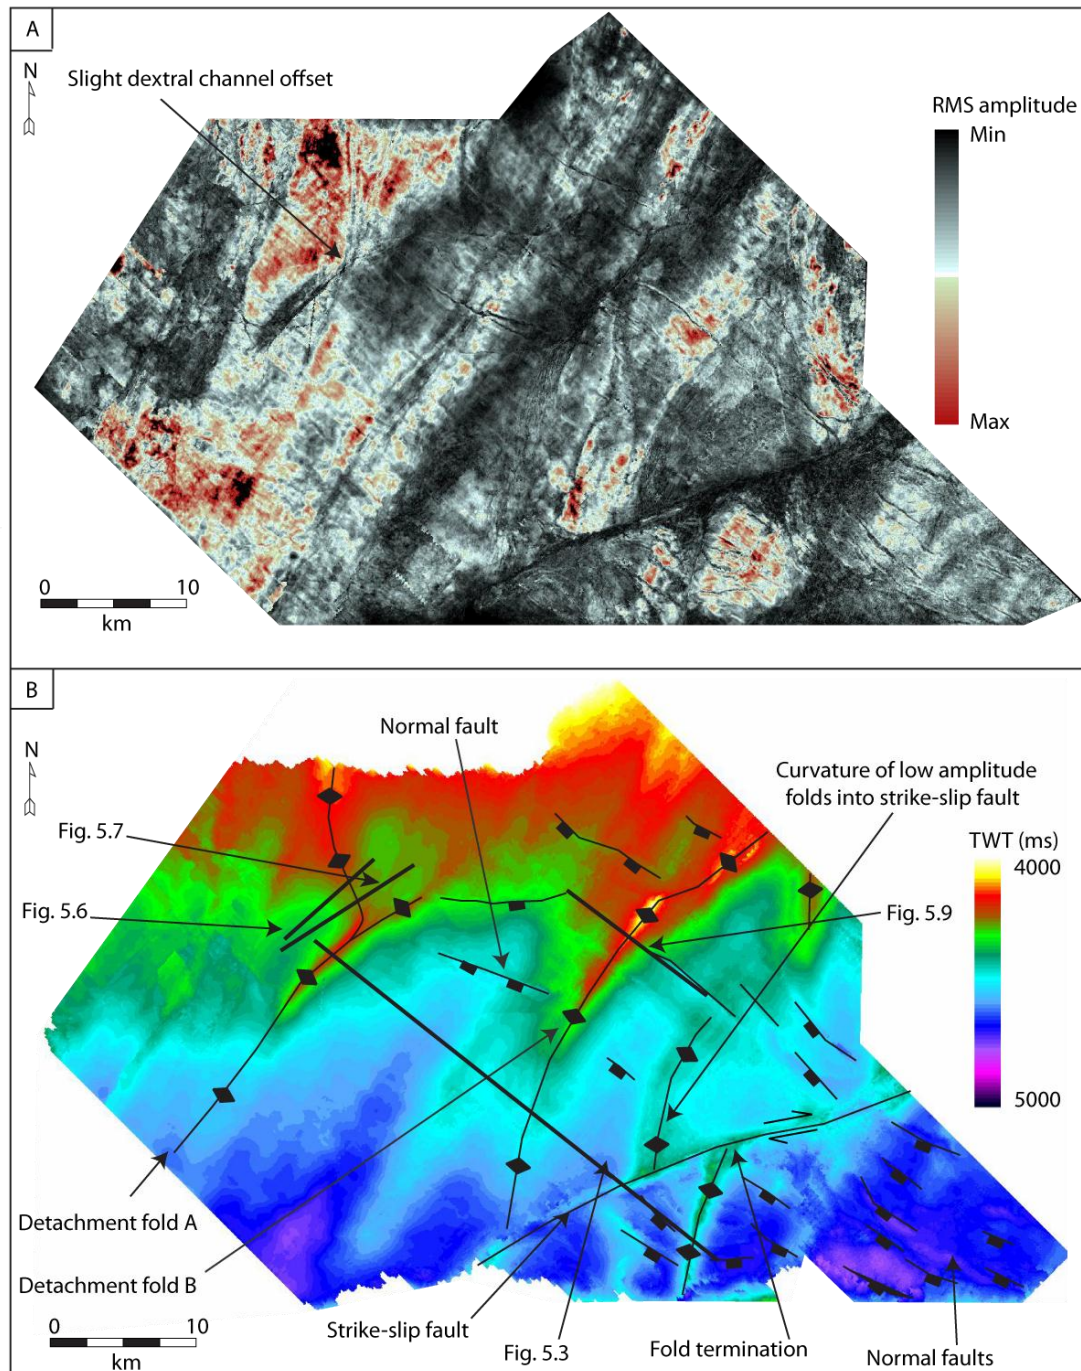 A
N
Slight dextral channel offset
RMS amplitude
Min
Max
0 10
km
B
N
Normal fault
Curvature of low amplitude
folds into strike-slip fault
Fig. 5.7
TWT (ms)
4000
Fig. 5.6
Fig. 5.9
5000
Detachment fold A
Detachment fold B
Strike-slip fault
Fig. 5.3
Fold termination
Normal faults
0 10
km